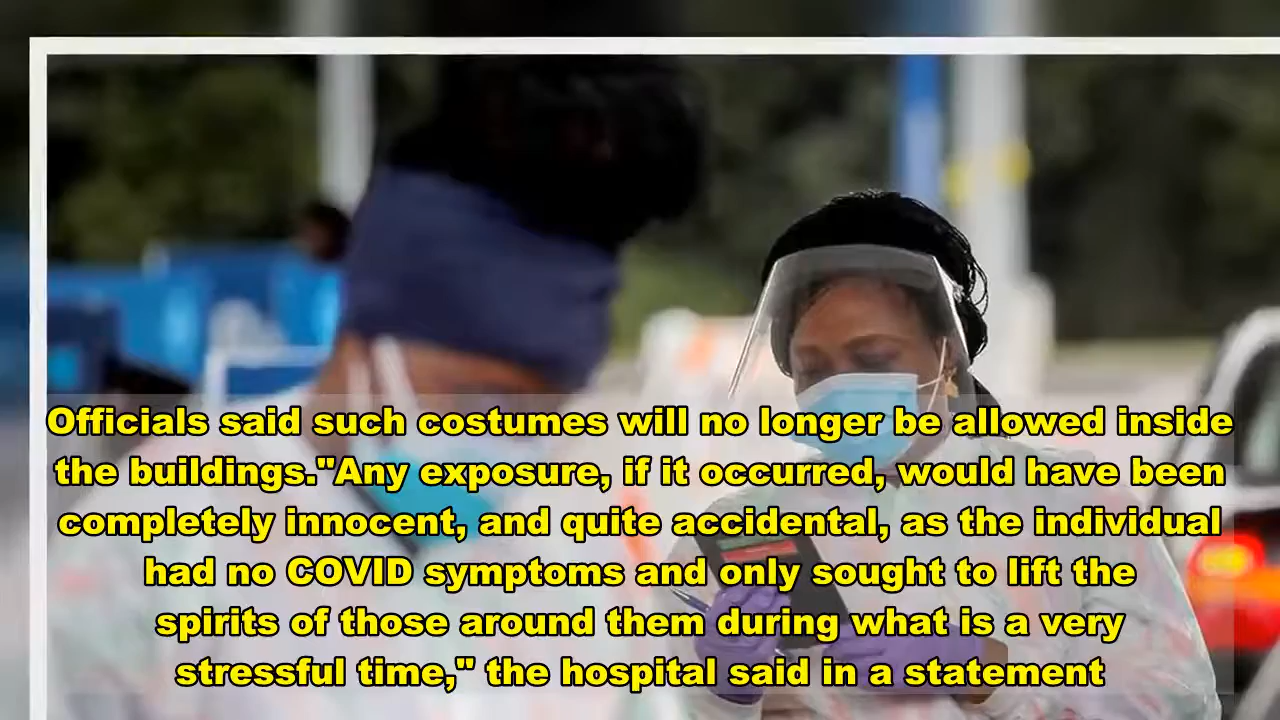 Officials said such costumes will no longer be allowed inside
the buildings."Any exposure, if it occurred, would have been
completely innocent, and quite accidental, as the individual
had no COVID symptoms and only sought to lift the
spirits of those around them during what is a very
stressful time," the hospital said in a statement